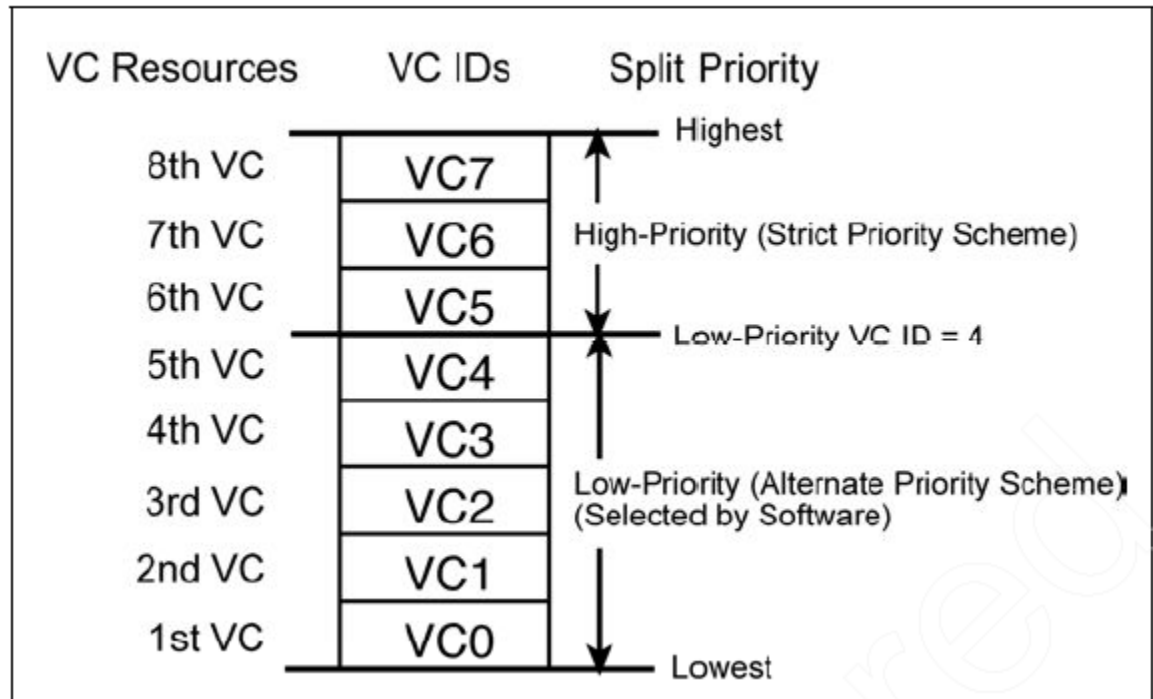 VC Resources VC IDs Split Priority
Highest
8th VC VC7
7th VC VC6 High-Priority (Strict Priority Scheme)
6th VC VC5
Low-Priority VC ID = 4
5th VC VC4
4th VC VC3
Low-Priority (Alternate Priority Scheme)
3rd VC VC2
(Selected by Software)
2nd VC VC1
1st VC VC0
Lowest